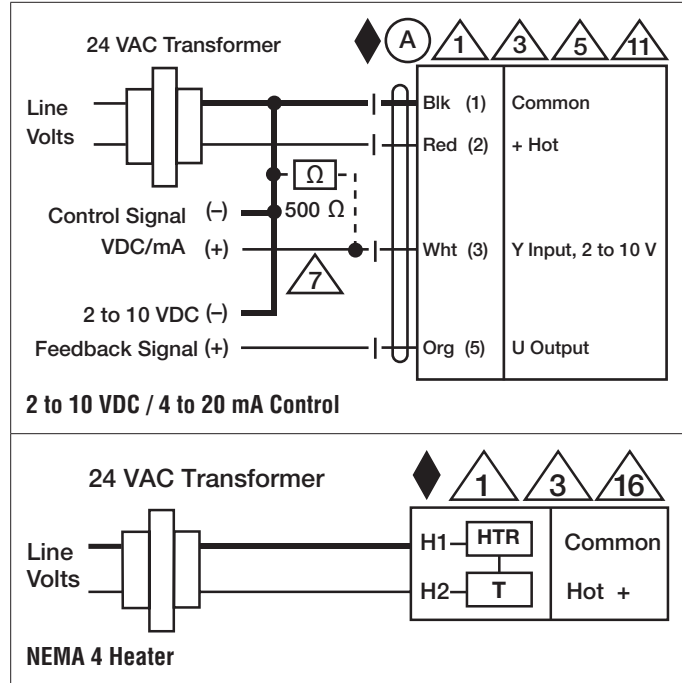 24 VAC Transformer
A 1 3 5 11
Line
Volts
Blk (1) Common
Red (2) + Hot
Ω
500 Ω
Control Signal (–)
VDC/mA (+)
7
Wht (3) Y Input, 2 to 10 V
2 to 10 VDC (–)
Feedback Signal (+)
Org (5) U Output
2 to 10 VDC / 4 to 20 mA Control
24 VAC Transformer
1 3 16
Line
Volts
H1 HTR Common
H2 T Hot +
NEMA 4 Heater